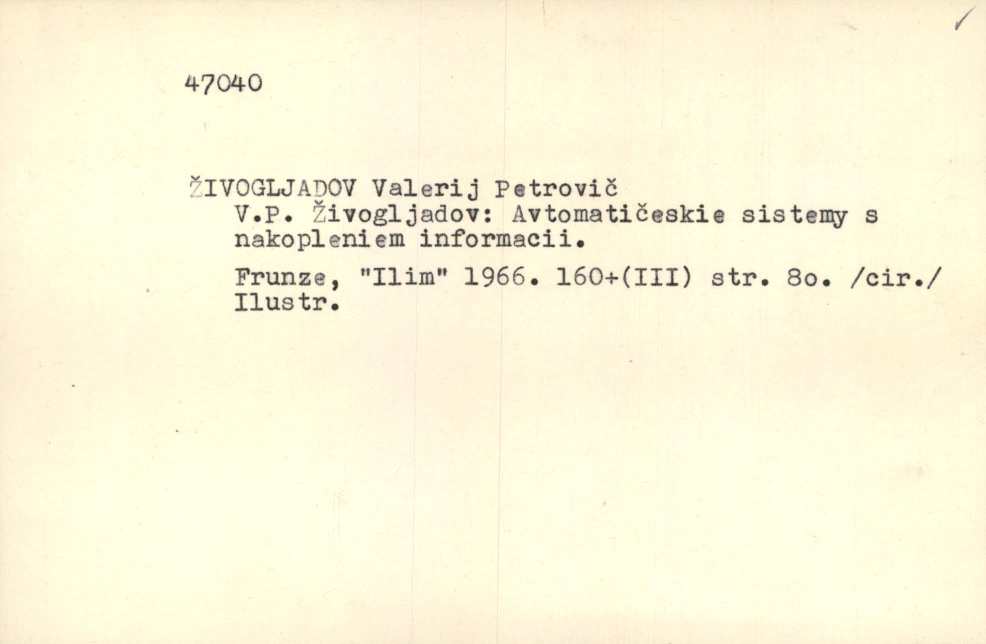 47040
ŽIVOGLJADOV Valerij Petrovič
V.P. Živogljadov: Avtomatičeskie sistemy s
nakopleniem informacii.
Frunze, "Ilim" 1966. 160+(III) str. 8o. /cir./
Ilustr.